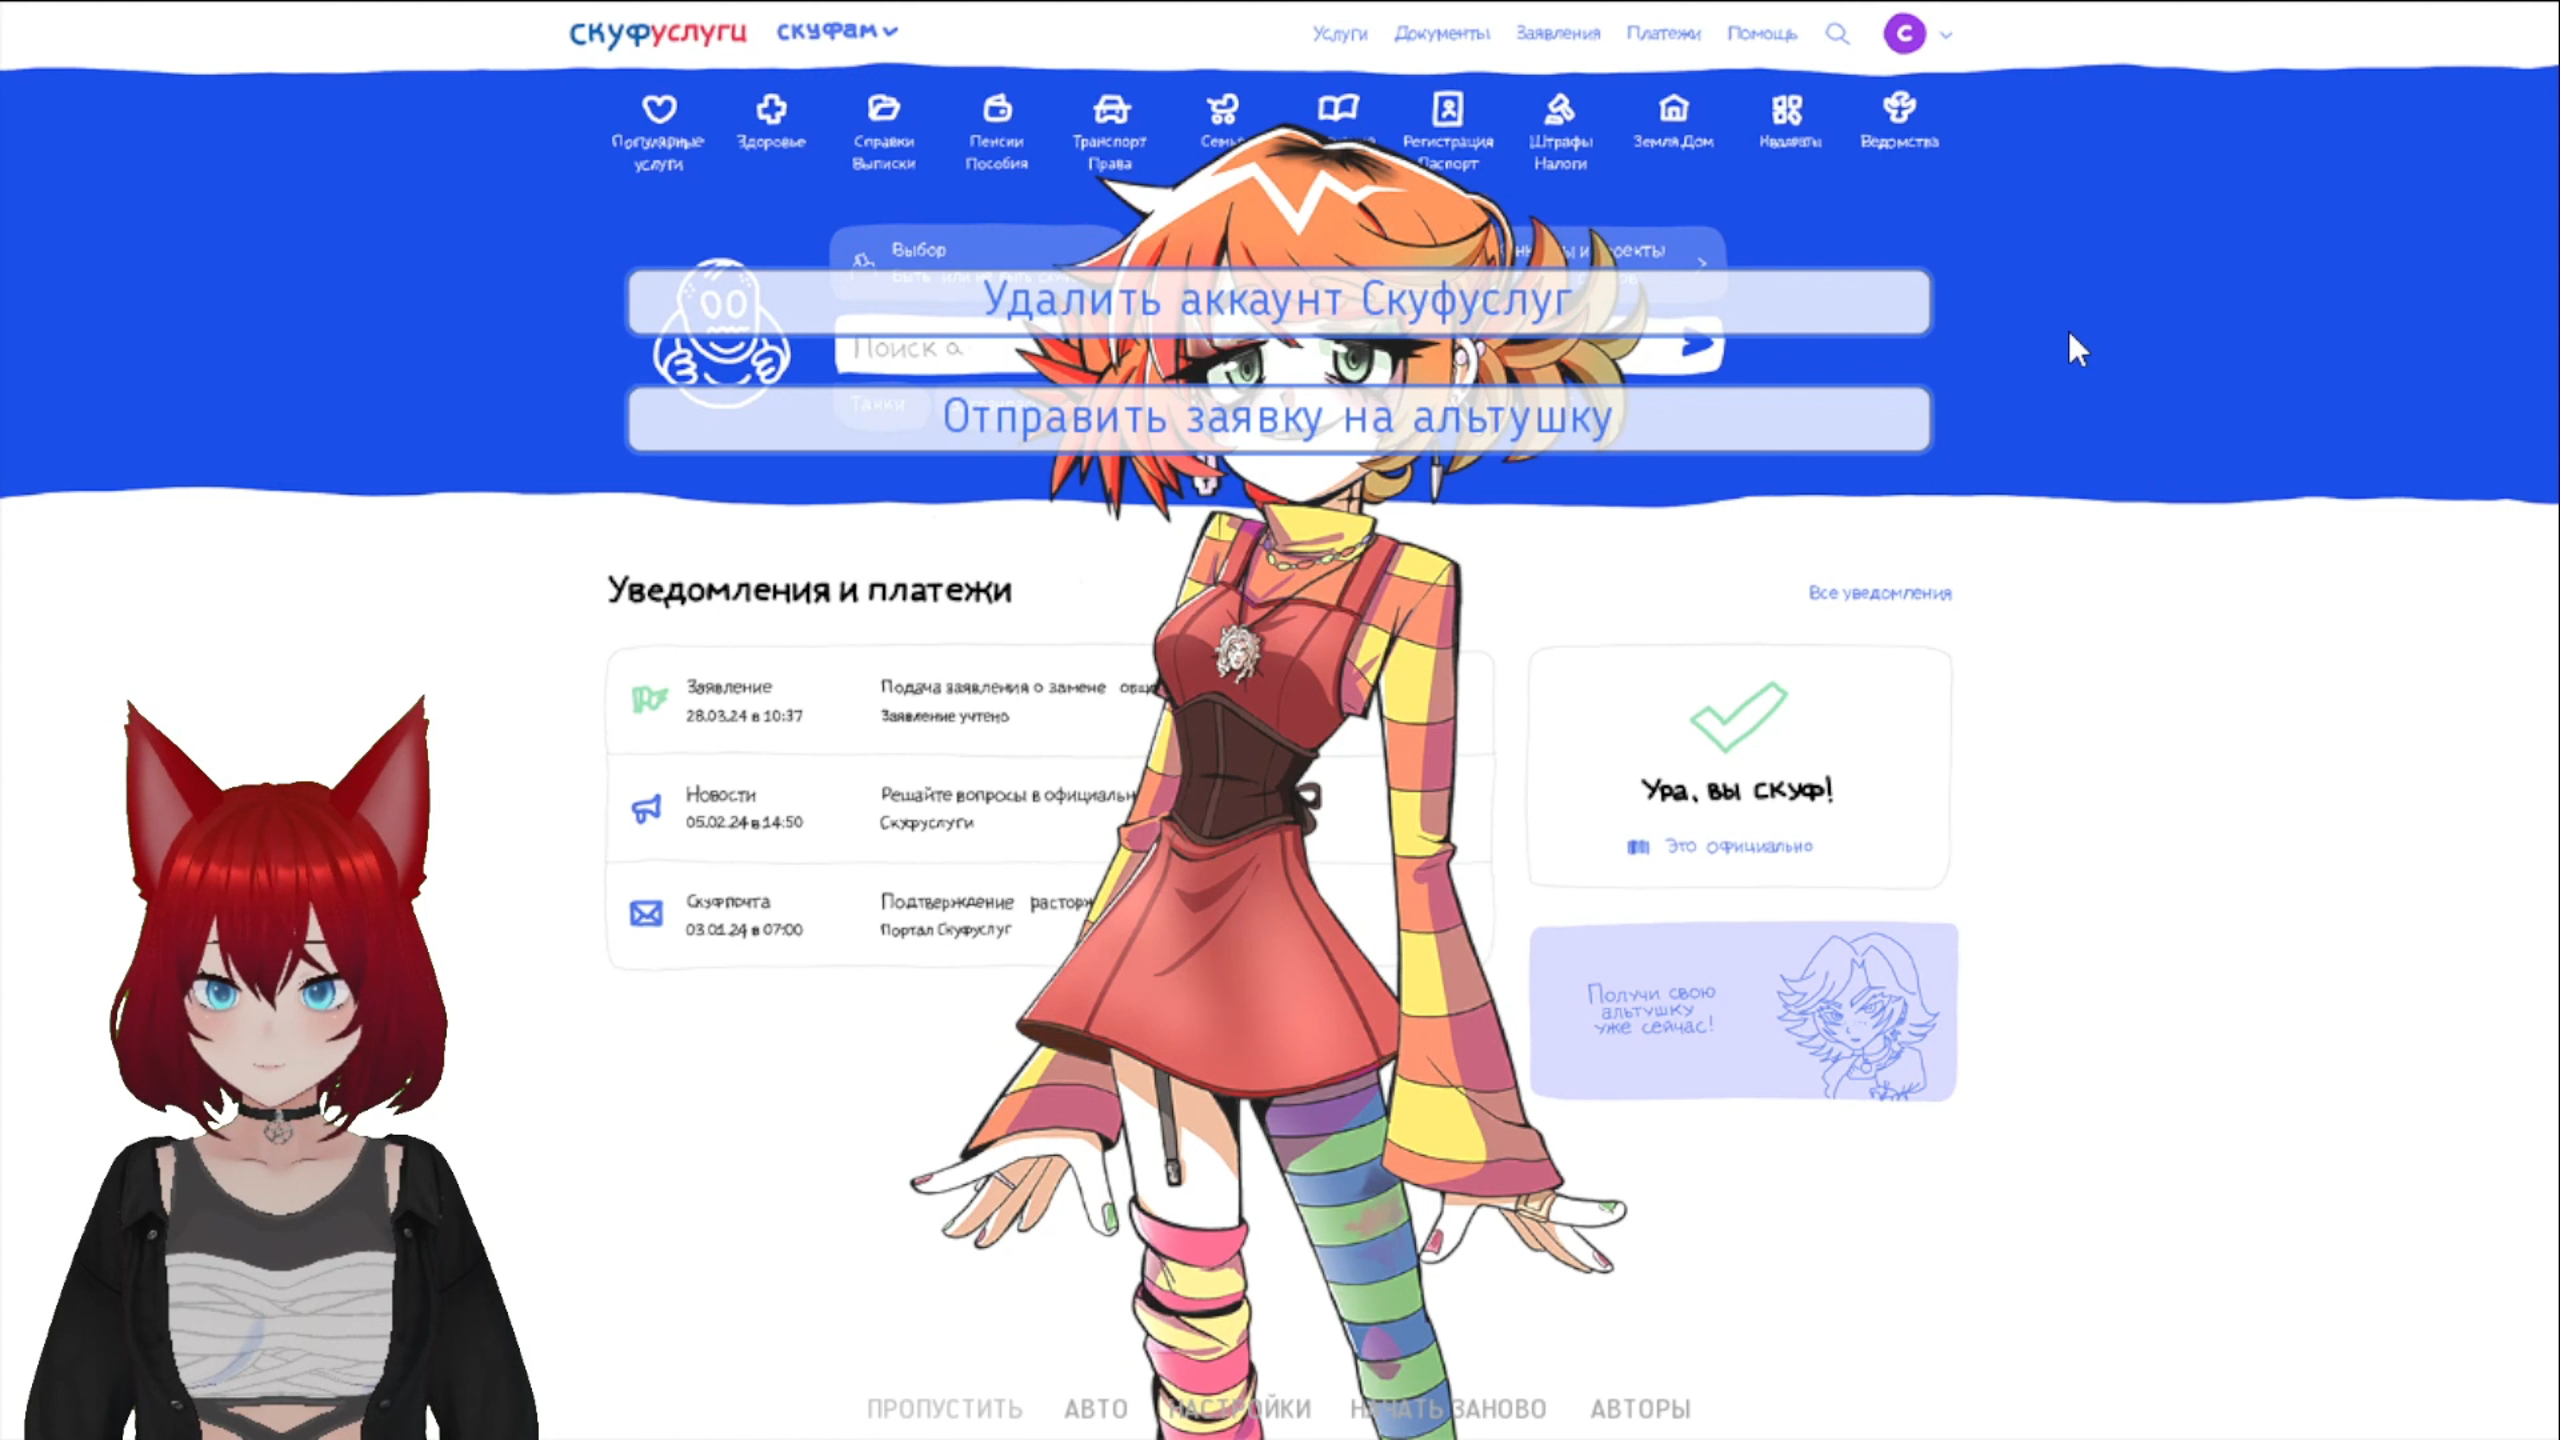 скуфуслуги
скуфам
Услуги Документы Заявления Платежи Помощь
С
Популярные
услуги
Здоровье
Справки
Выписки
Пенсии
Пособия
Транспорт
Права
Регистрация
Паспорт
Штрафы
Налоги
Земля Дом
Ведомства
Выбор
Удалить аккаунт Скуфуслуг
Поиск
Отправить заявку на альтушку
Танки
Уведомления и платежи
Все уведомления
Заявление
28.03.24 в 10:37
Подача заявления о замене
Заявление учтено
Новости
05.02.24 в 14:50
Решайте вопросы в
Скуфуслуги
Скуфпочта
03.01.24 в 07:00
Подтверждение
Портал Скуфуслуг
Ура, вы скуф!
Это официально
Получи свою
альтушку
уже сейчас!
ПРОПУСТИТЬ АВТО НАСТРОЙКИ НАЧАТЬ ЗАНОВО АВТОРЫ